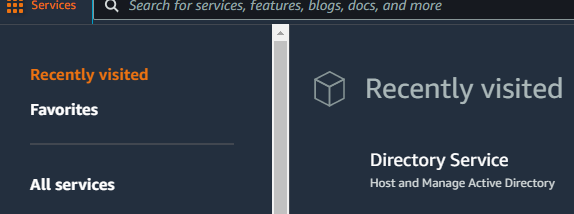 Services
Search for services, features, blogs, docs, and more
Recently visited
Favorites
All services
Recently visited
Directory Service
Host and Manage Active Directory